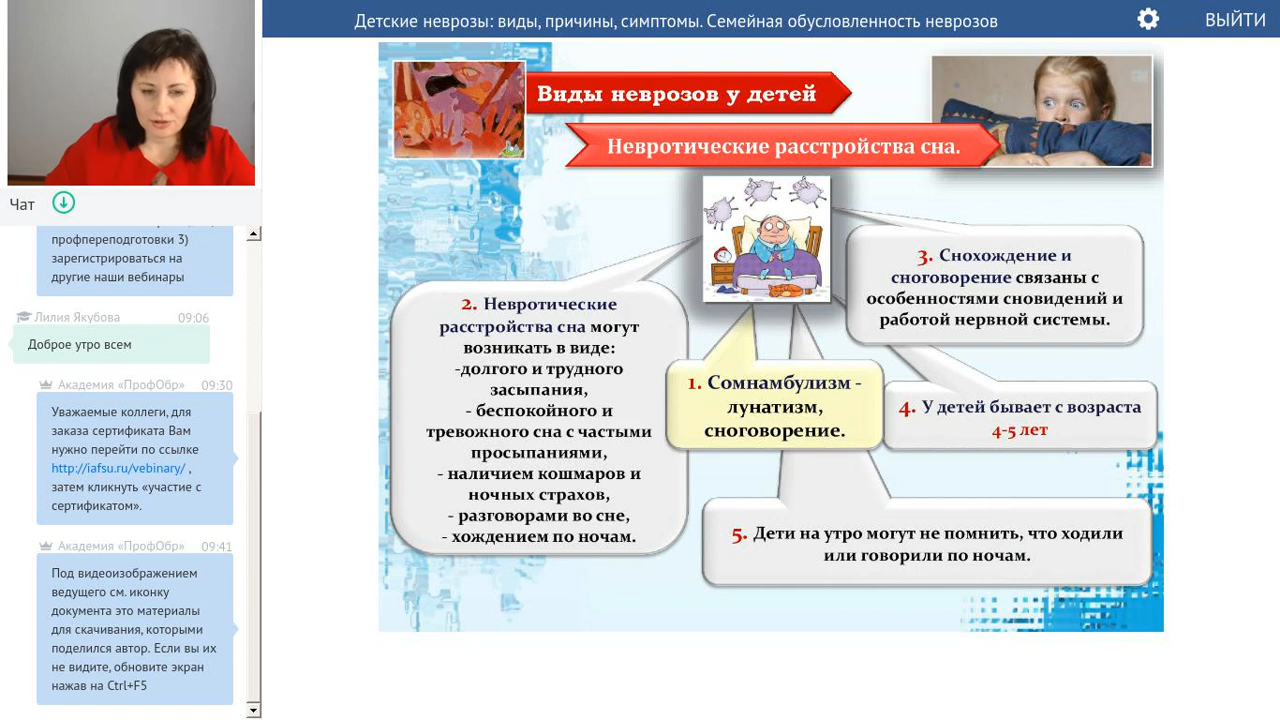 Детские неврозы: виды, причины, симптомы. Семейная обусловленность неврозов
ВЫЙТИ
Чат
профпереподготовки 3)
зарегистрироваться на
другие наши вебинары
Лилия Якубова 09:06
Доброе утро всем
Академия «ПрофОбр» 09:30
Уважаемые коллеги, для
заказа сертификата Вам
нужно перейти по ссылке
http://iafsu.ru/vebinary/ ,
затем кликнуть «участие с
сертификатом».
Академия «ПрофОбр» 09:41
Под видеоизображением
ведущего см. иконку
документа это материалы
для скачивания, которыми
поделился автор. Если вы их
не видите, обновите экран
нажав на Ctrl+F5
Виды неврозов у детей
Невротические расстройства сна.
1. Сомнамбулизм -
лунатизм,
сноговорение.
2. Невротические
расстройства сна могут
возникать в виде:
-долгого и трудного
засыпания,
- беспокойного и
тревожного сна с частыми
просыпаниями,
- наличием кошмаров и
ночных страхов,
- разговорами во сне,
- хождением по ночам.
3. Снохождение и
сноговорение связаны с
особенностями сновидений и
работой нервной системы.
4. У детей бывает с возраста
4-5 лет
5. Дети на утро могут не помнить, что ходили
или говорили по ночам.